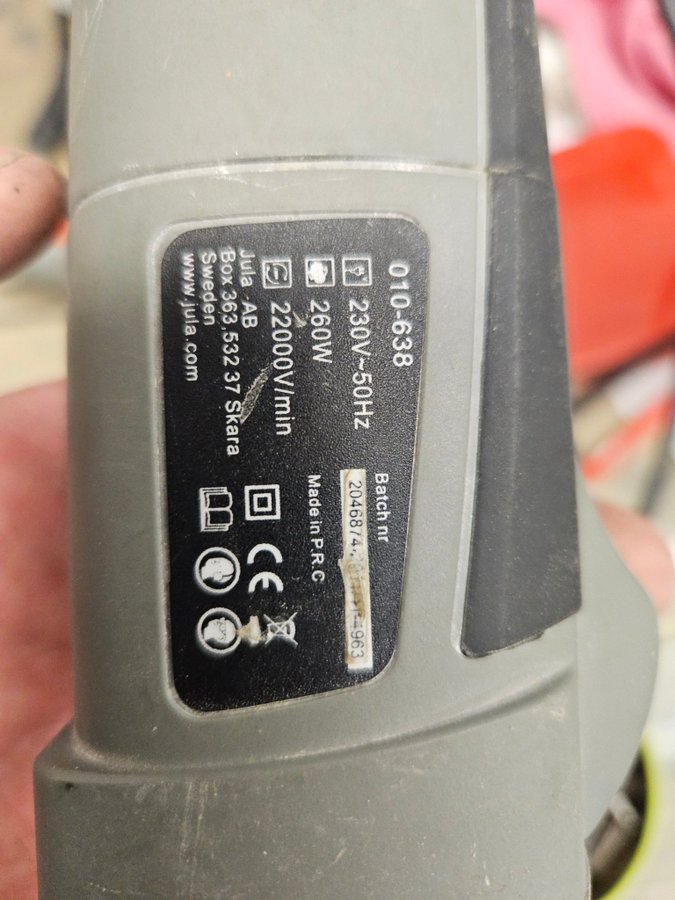 010-638
230V~50Hz
260W
22000V/min
Jula AB
Box 363,532 37 Skara
Sweden
www.jula.com
Batch nr
Made in P.R.C
CE